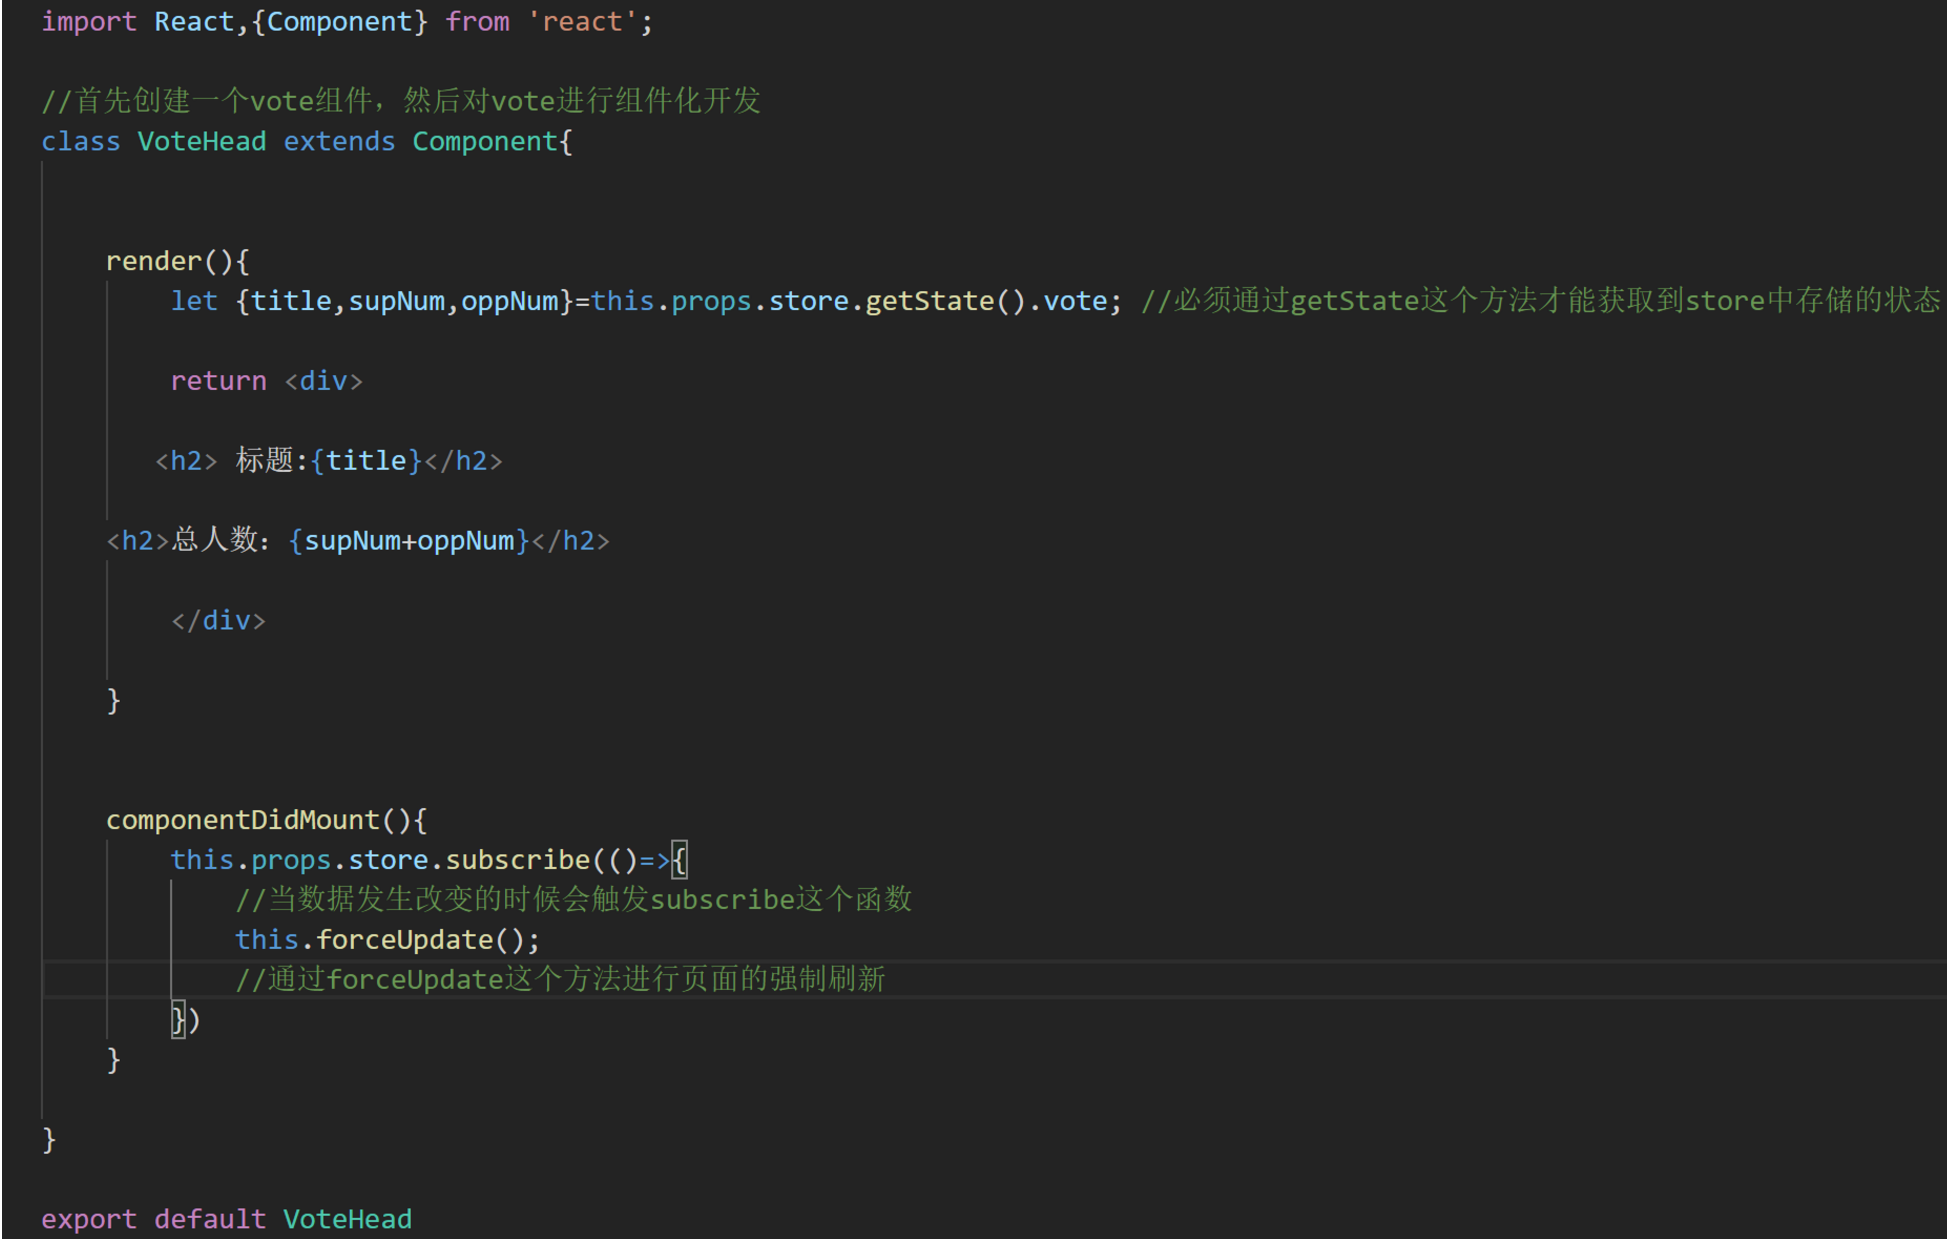 import React,{Component} from 'react';
//首先创建一个vote组件，然后对vote进行组件化开发
class VoteHead extends Component{
render(){
let {title,supNum,oppNum}=this.props.store.getState().vote; //必须通过getState这个方法才能获取到store中存储的状态
return <div>
<h2> 标题:{title}</h2>
<h2>总人数：{supNum+oppNum}</h2>
</div>
}
componentDidMount(){
this.props.store.subscribe(()=>{
//当数据发生改变的时候会触发subscribe这个函数
this.forceUpdate();
//通过forceUpdate这个方法进行页面的强制刷新
})
}
}
export default VoteHead